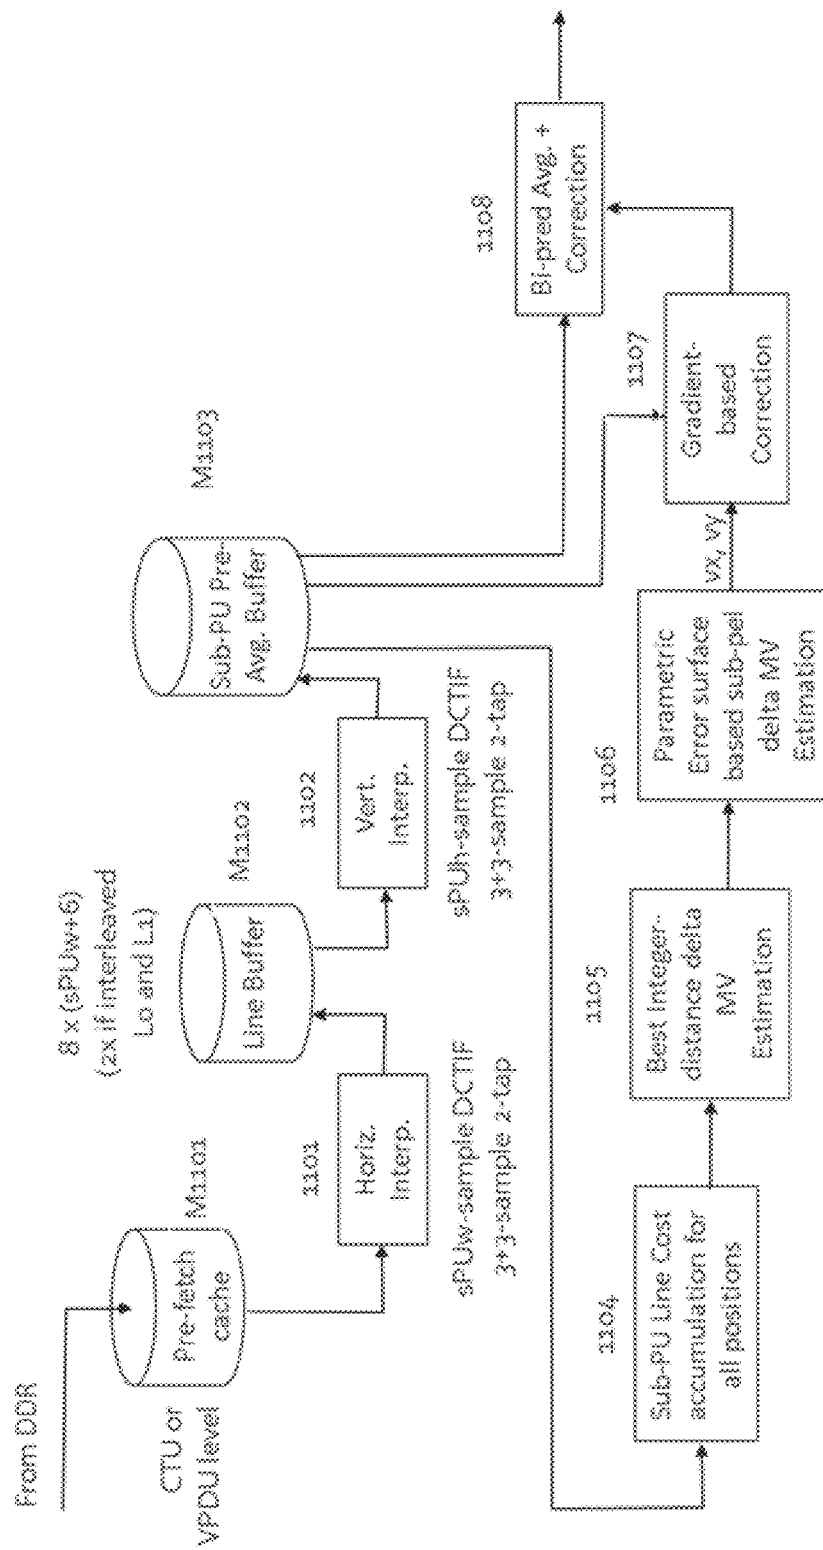 From DDR
CTU or
VPDU level
Pre-fetch
cache
M1101
1101
Horiz.
Interp.
sPUw-sample DCTIF
3+3-sample 2-tap
8 x (sPUw+6)
(2x if interleaved
L0 and L1)
Line Buffer
M1102
1102
Vert.
Interp.
sPUh-sample DCTIF
3+3-sample 2-tap
Sub-PU Pre-
Avg. Buffer
M1103
1104
Sub-PU Line Cost
accumulation for
all positions
1105
Best Integer-
distance delta
MV
Estimation
1106
Parametric
Error surface
based sub-pel
delta MV
Estimation
vx, vy
1107
Gradient-
based
Correction
1108
Bi-pred Avg. +
Correction